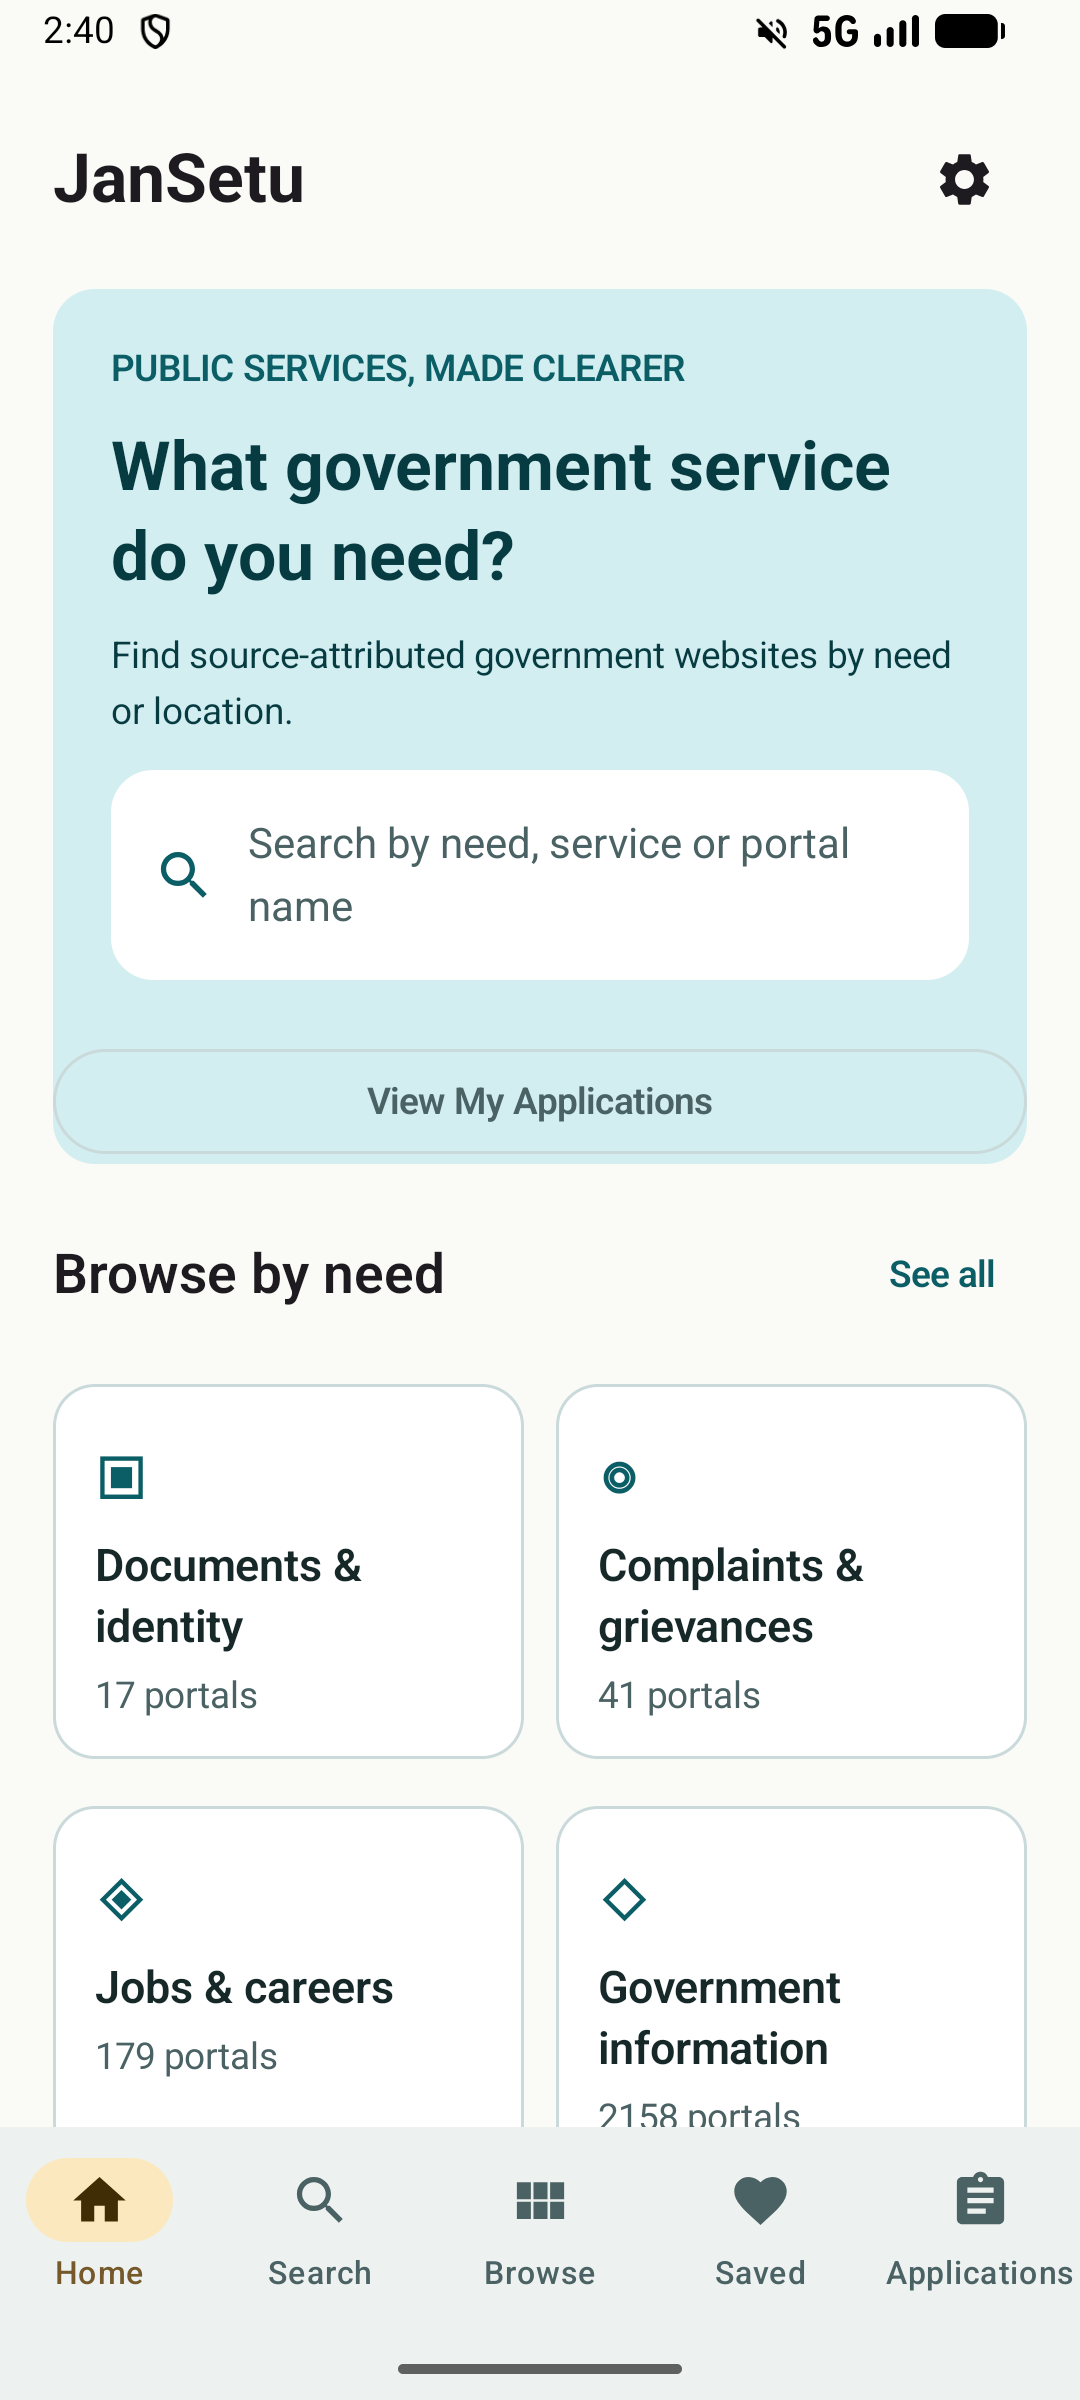 2:40
5G
JanSetu
PUBLIC SERVICES, MADE CLEARER
What government service
do you need?
Find source-attributed government websites by need
or location.
Search by need, service or portal
name
View My Applications
Browse by need
See all
Documents &
identity
17 portals
Complaints &
grievances
41 portals
Jobs & careers
179 portals
Government
information
2158 portals
Home
Search
Browse
Saved
Applications